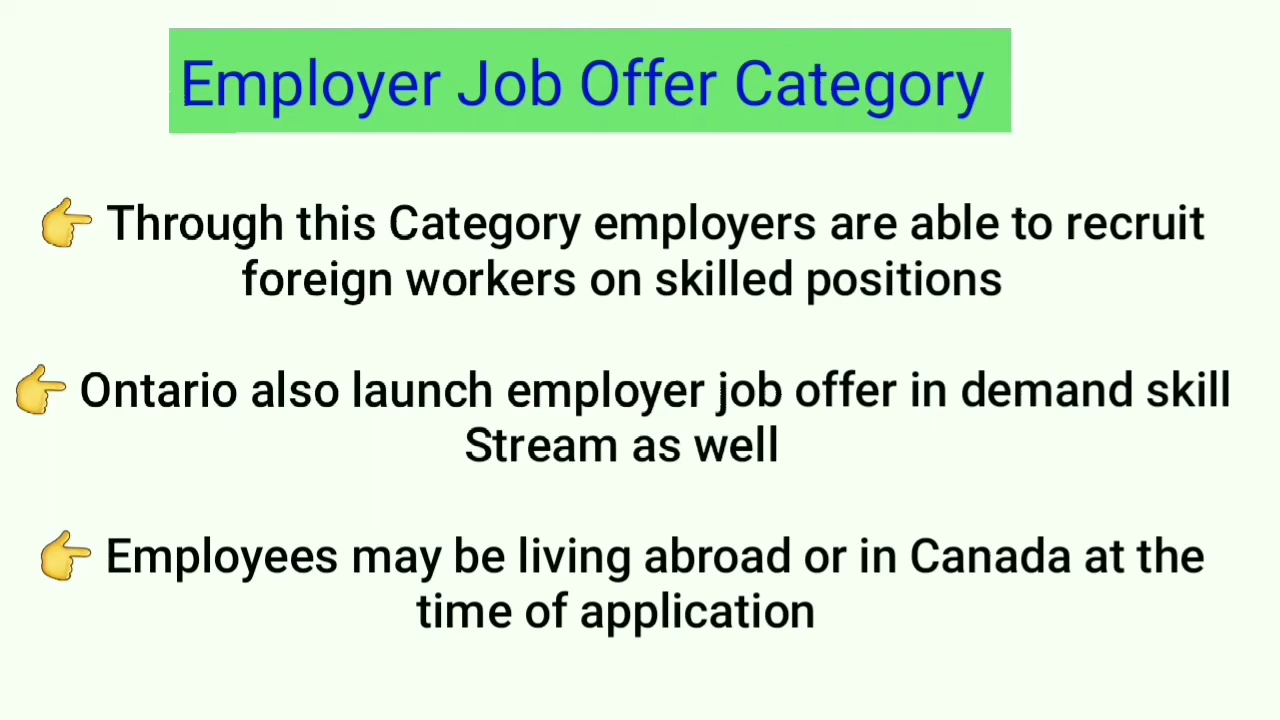 Employer Job Offer Category
👉 Through this Category employers are able to recruit
foreign workers on skilled positions
👉 Ontario also launch employer job offer in demand skill
Stream as well
👉 Employees may be living abroad or in Canada at the
time of application